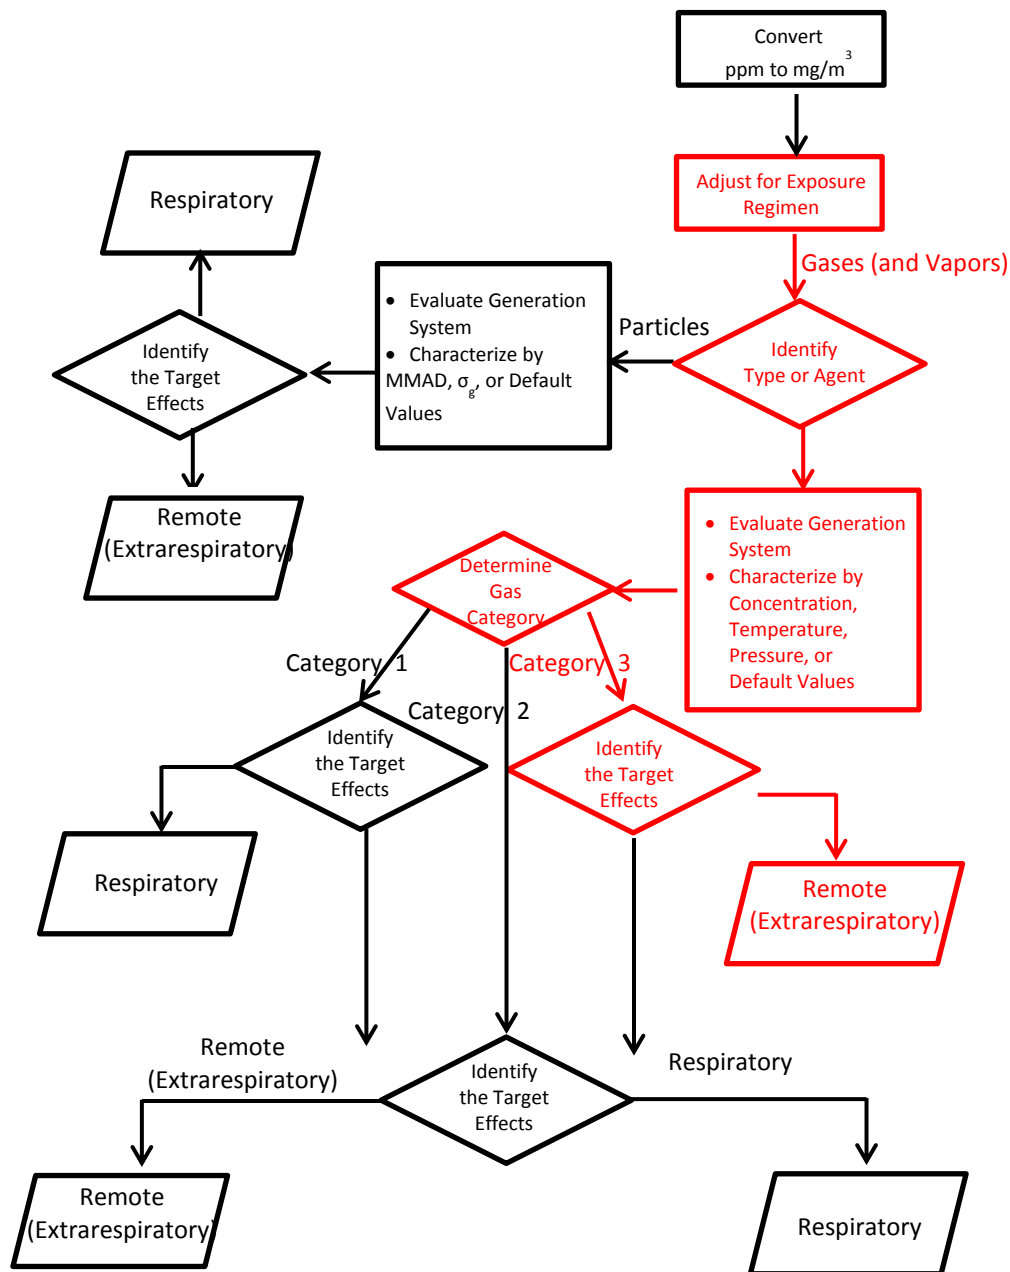 Convert
ppm to mg/m³
Adjust for Exposure
Regimen
Gases (and Vapors)
Respiratory
• Evaluate Generation
System
• Characterize by
MMAD, σg, or Default
Values
Particles
Identify
Type or Agent
Identify
the Target
Effects
Remote
(Extrarespiratory)
• Evaluate Generation
System
• Characterize by
Concentration,
Temperature,
Pressure, or
Default Values
Determine
Gas
Category
Category 1
Category 3
Category 2
Identify
the Target
Effects
Identify
the Target
Effects
Respiratory
Remote
(Extrarespiratory)
Remote
(Extrarespiratory)
Identify
the Target
Effects
Respiratory
Remote
(Extrarespiratory)
Respiratory